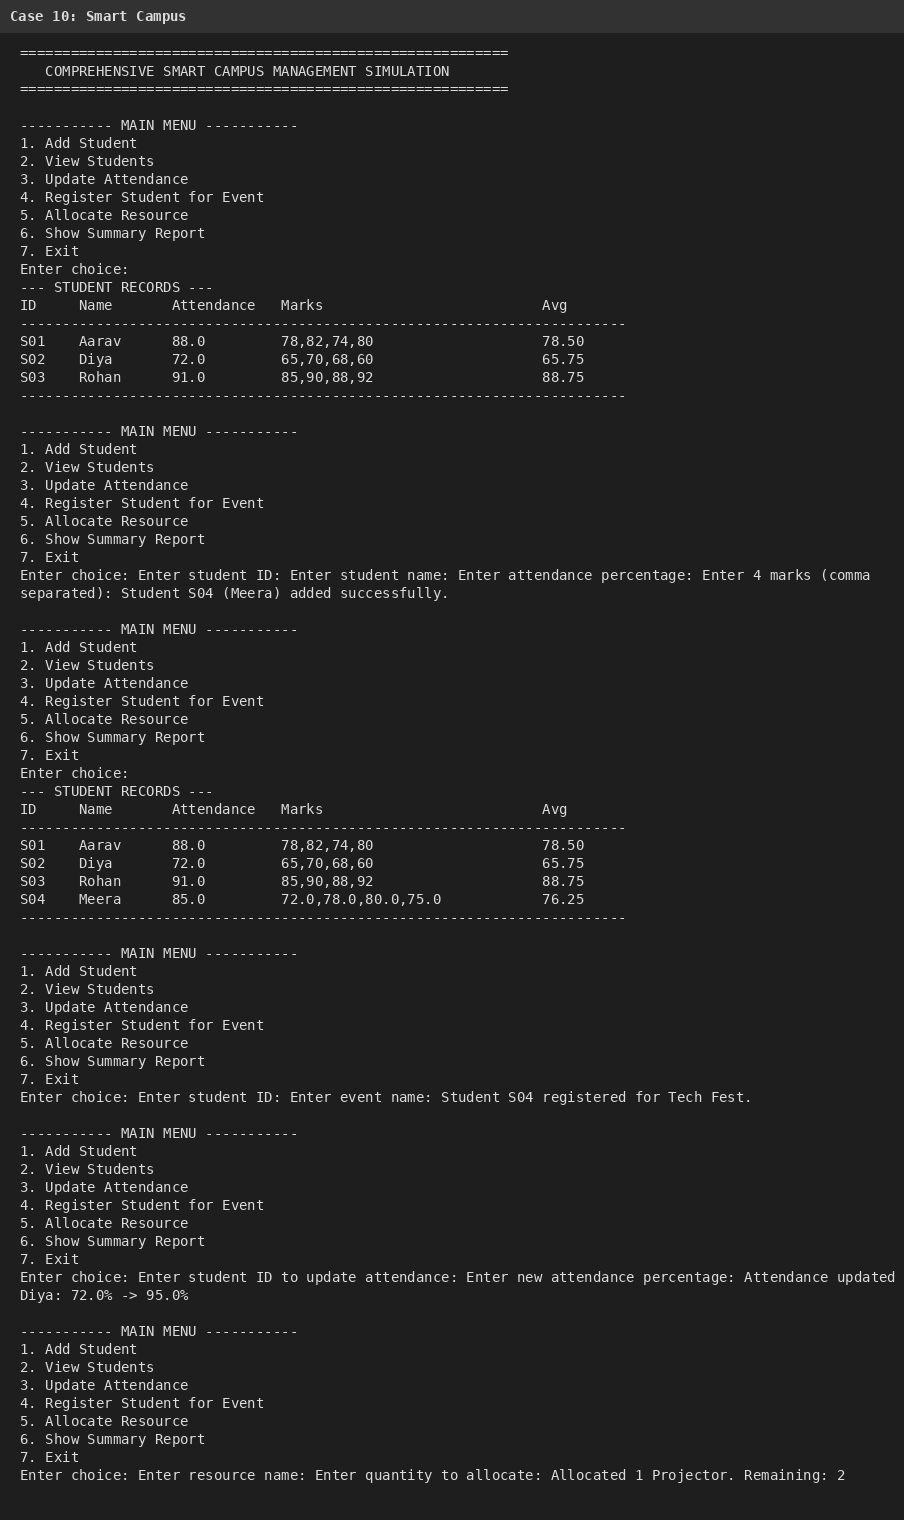 Case 10: Smart Campus
==========================================================
   COMPREHENSIVE SMART CAMPUS MANAGEMENT SIMULATION
==========================================================

----------- MAIN MENU -----------
1. Add Student
2. View Students
3. Update Attendance
4. Register Student for Event
5. Allocate Resource
6. Show Summary Report
7. Exit
Enter choice:
--- STUDENT RECORDS ---
ID     Name       Attendance   Marks                          Avg
------------------------------------------------------------------------
S01    Aarav      88.0         78,82,74,80                    78.50
S02    Diya       72.0         65,70,68,60                    65.75
S03    Rohan      91.0         85,90,88,92                    88.75
------------------------------------------------------------------------

----------- MAIN MENU -----------
1. Add Student
2. View Students
3. Update Attendance
4. Register Student for Event
5. Allocate Resource
6. Show Summary Report
7. Exit
Enter choice: Enter student ID: Enter student name: Enter attendance percentage: Enter 4 marks (comma
separated): Student S04 (Meera) added successfully.

----------- MAIN MENU -----------
1. Add Student
2. View Students
3. Update Attendance
4. Register Student for Event
5. Allocate Resource
6. Show Summary Report
7. Exit
Enter choice:
--- STUDENT RECORDS ---
ID     Name       Attendance   Marks                          Avg
------------------------------------------------------------------------
S01    Aarav      88.0         78,82,74,80                    78.50
S02    Diya       72.0         65,70,68,60                    65.75
S03    Rohan      91.0         85,90,88,92                    88.75
S04    Meera      85.0         72.0,78.0,80.0,75.0            76.25
------------------------------------------------------------------------

----------- MAIN MENU -----------
1. Add Student
2. View Students
3. Update Attendance
4. Register Student for Event
5. Allocate Resource
6. Show Summary Report
7. Exit
Enter choice: Enter student ID: Enter event name: Student S04 registered for Tech Fest.

----------- MAIN MENU -----------
1. Add Student
2. View Students
3. Update Attendance
4. Register Student for Event
5. Allocate Resource
6. Show Summary Report
7. Exit
Enter choice: Enter student ID to update attendance: Enter new attendance percentage: Attendance updated
Diya: 72.0% -> 95.0%

----------- MAIN MENU -----------
1. Add Student
2. View Students
3. Update Attendance
4. Register Student for Event
5. Allocate Resource
6. Show Summary Report
7. Exit
Enter choice: Enter resource name: Enter quantity to allocate: Allocated 1 Projector. Remaining: 2